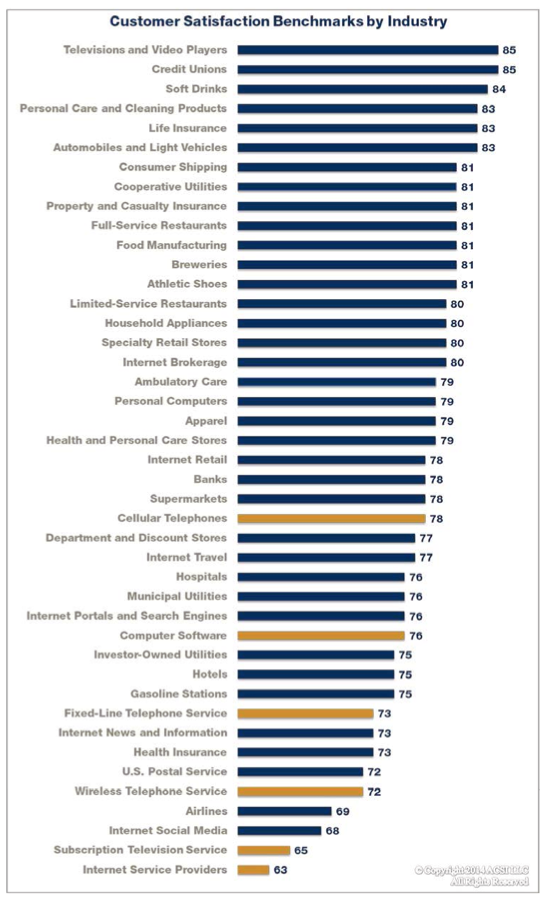 Customer Satisfaction Benchmarks by Industry
Televisions and Video Players 85
Credit Unions 85
Soft Drinks 84
Personal Care and Cleaning Products 83
Life Insurance 83
Automobiles and Light Vehicles 83
Consumer Shipping 81
Cooperative Utilities 81
Property and Casualty Insurance 81
Full-Service Restaurants 81
Food Manufacturing 81
Breweries 81
Athletic Shoes 81
Limited-Service Restaurants 80
Household Appliances 80
Specialty Retail Stores 80
Internet Brokerage 80
Ambulatory Care 79
Personal Computers 79
Apparel 79
Health and Personal Care Stores 79
Internet Retail 78
Banks 78
Supermarkets 78
Cellular Telephones 78
Department and Discount Stores 77
Internet Travel 77
Hospitals 76
Municipal Utilities 76
Internet Portals and Search Engines 76
Computer Software 76
Investor-Owned Utilities 75
Hotels 75
Gasoline Stations 75
Fixed-Line Telephone Service 73
Internet News and Information 73
Health Insurance 73
U.S. Postal Service 72
Wireless Telephone Service 72
Airlines 69
Internet Social Media 68
Subscription Television Service 65
Internet Service Providers 63
© Copyright 2014 ACSI LLC
All Rights Reserved